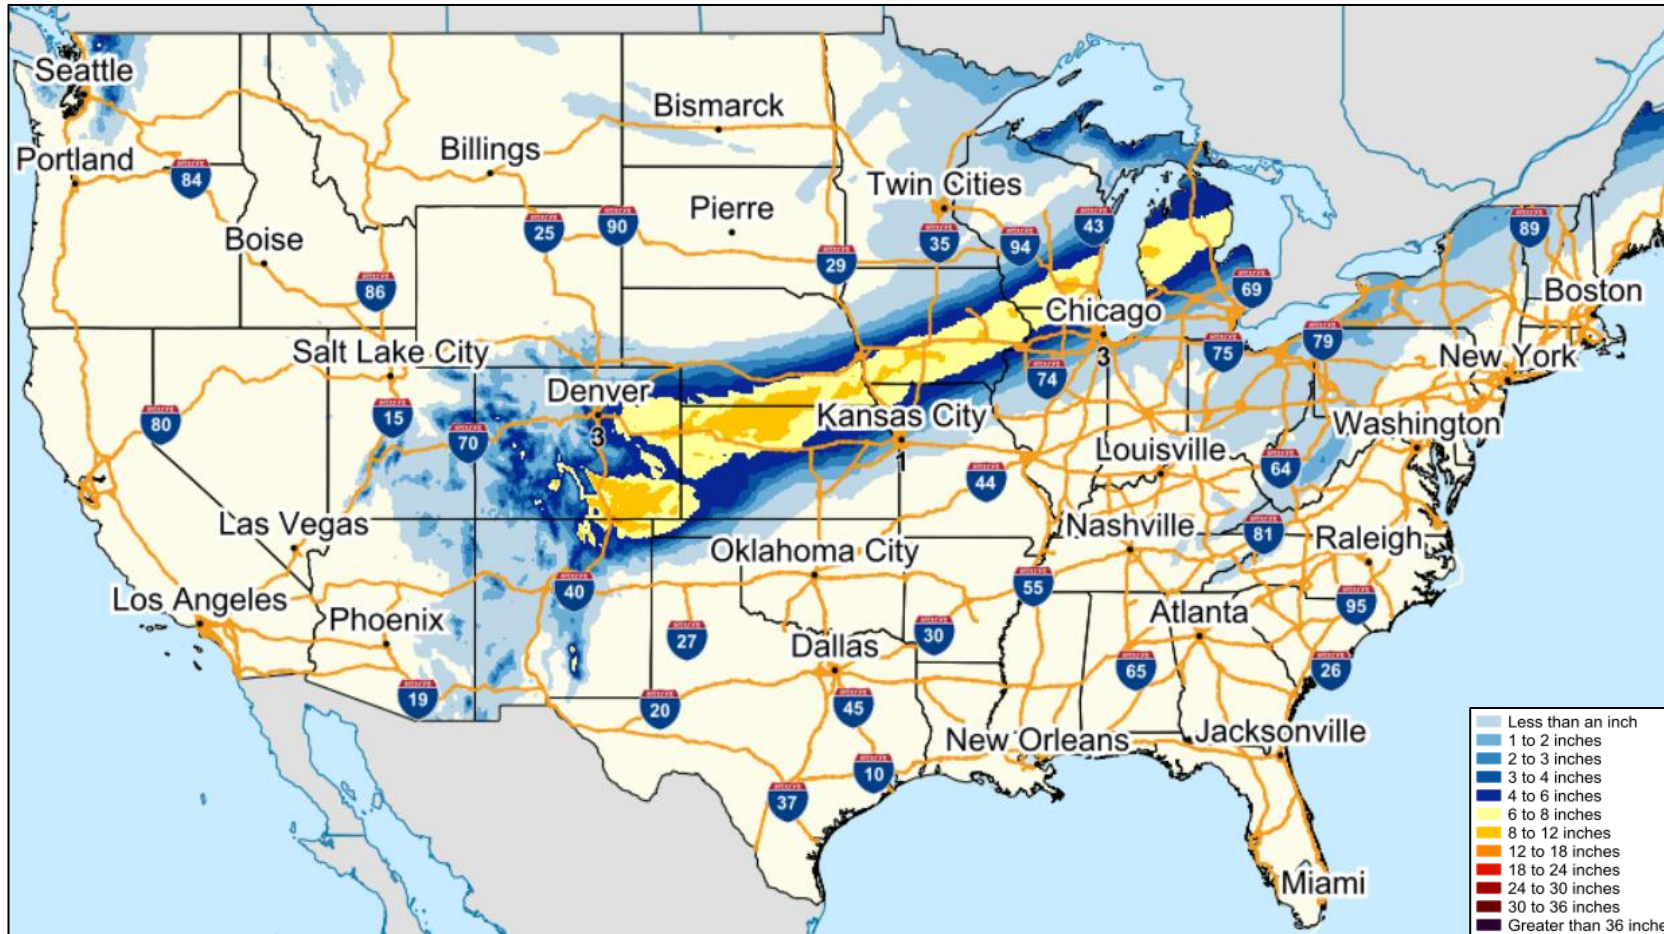 Seattle
Bismarck
Billings
Portland
84
Twin Cities
Pierre
Boise
25
90
43
89
35
94
29
86
69
Boston
Chicago
Salt Lake City
79
75
New York
3
Denver
74
15
Kansas City
80
Washington
70
3
Louisville
1
64
44
Las Vegas
Nashville
81
Raleigh
Oklahoma City
Los Angeles
40
55
Phoenix
95
Atlanta
27
30
Dallas
65
26
19
20
45
New Orleans
Jacksonville
10
37
Miami
Less than an inch
1 to 2 inches
2 to 3 inches
3 to 4 inches
4 to 6 inches
6 to 8 inches
8 to 12 inches
12 to 18 inches
18 to 24 inches
24 to 30 inches
30 to 36 inches
Greater than 36 inche